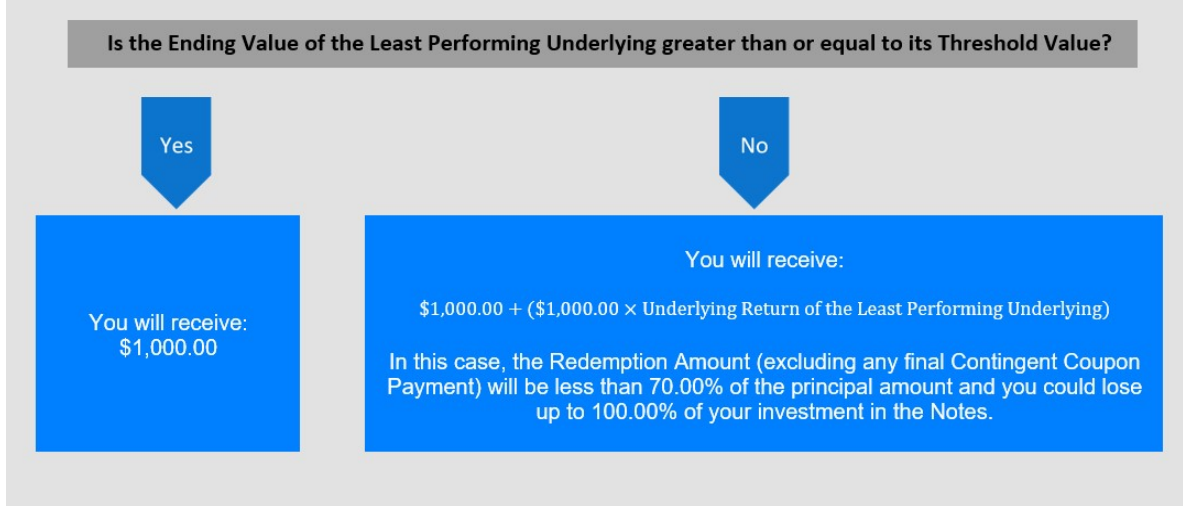 Is the Ending Value of the Least Performing Underlying greater than or equal to its Threshold Value?
Yes
No
You will receive:
$1,000.00
You will receive:
$1,000.00 + ($1,000.00 × Underlying Return of the Least Performing Underlying)
In this case, the Redemption Amount (excluding any final Contingent Coupon
Payment) will be less than 70.00% of the principal amount and you could lose
up to 100.00% of your investment in the Notes.